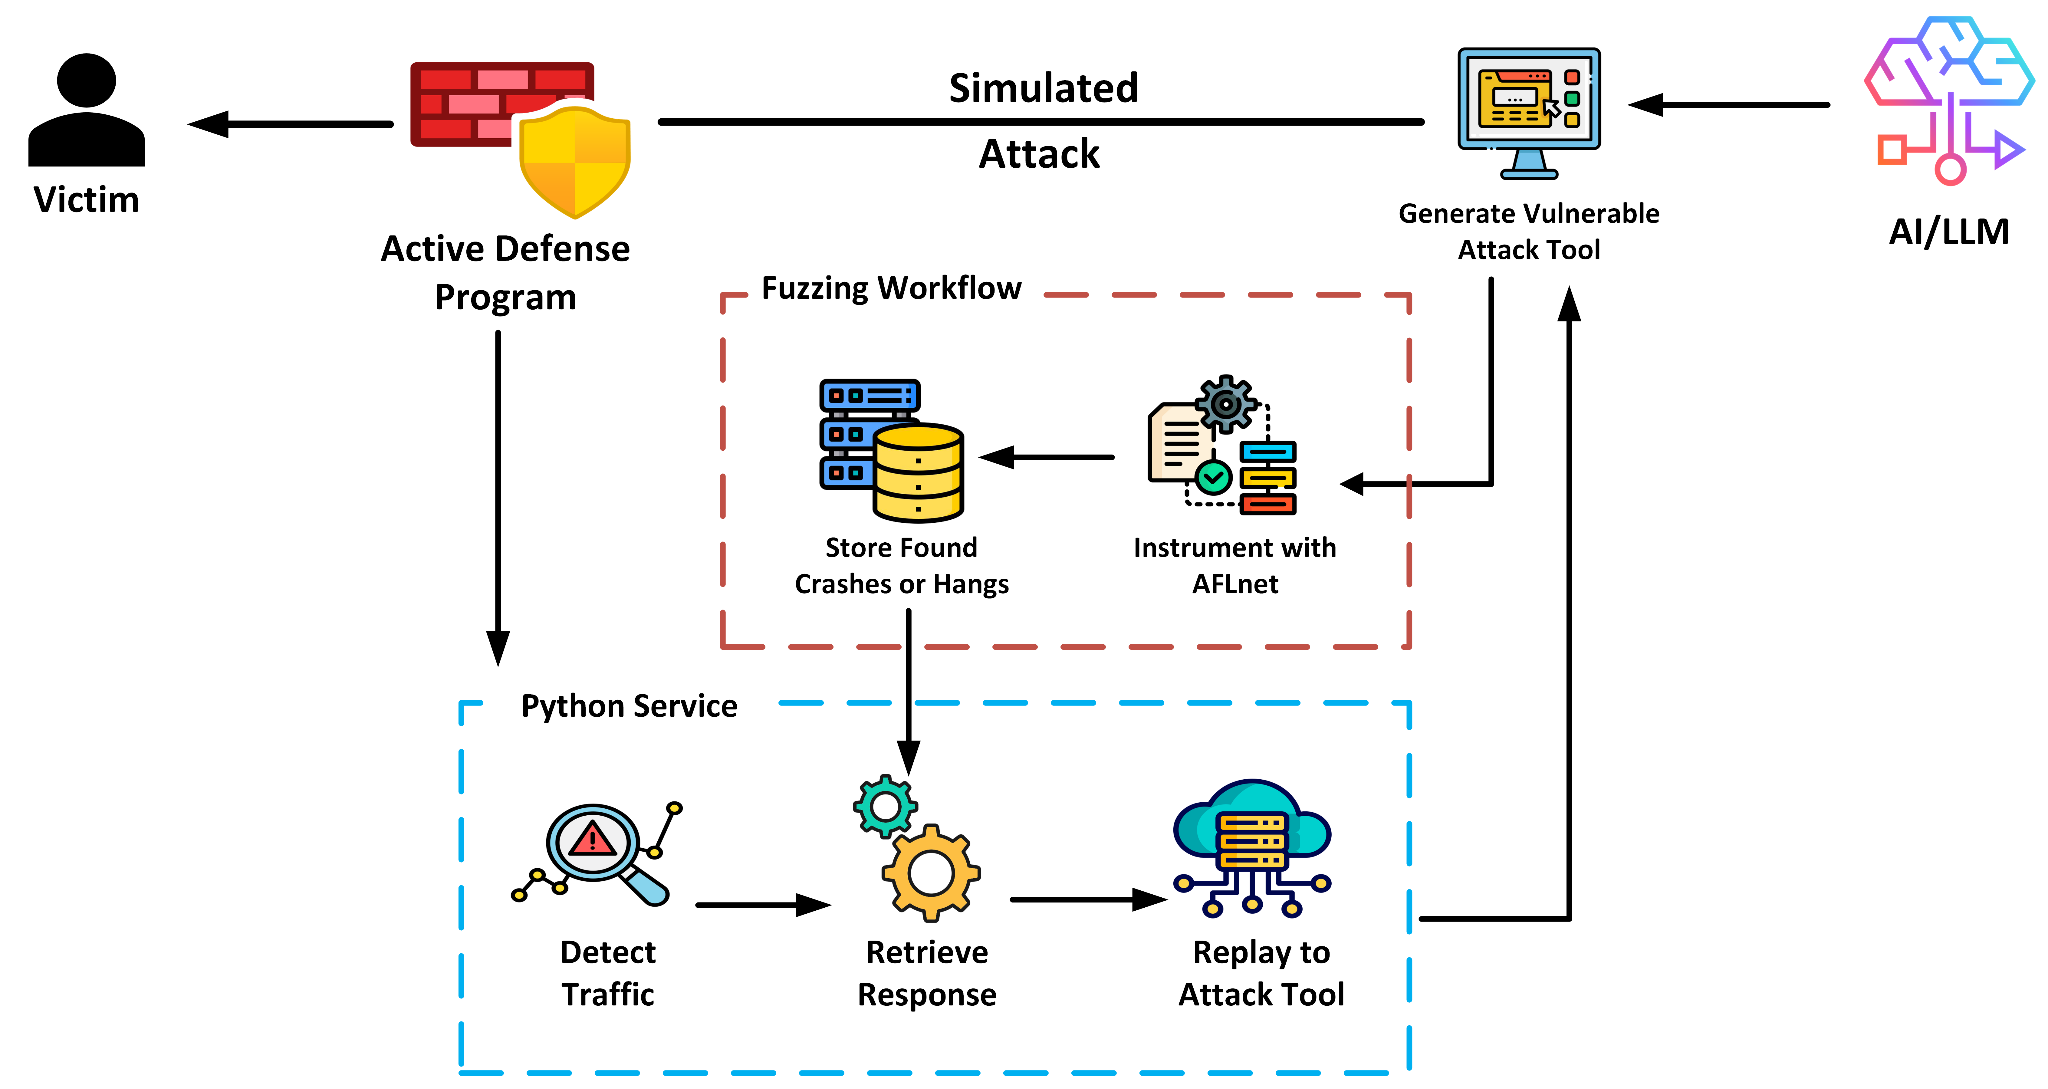 Simulated
Attack
Victim
Active Defense
Program
Generate Vulnerable
Attack Tool
AI/LLM
Fuzzing Workflow
Store Found
Crashes or Hangs
Instrument with
AFLnet
Python Service
Detect
Traffic
Retrieve
Response
Replay to
Attack Tool